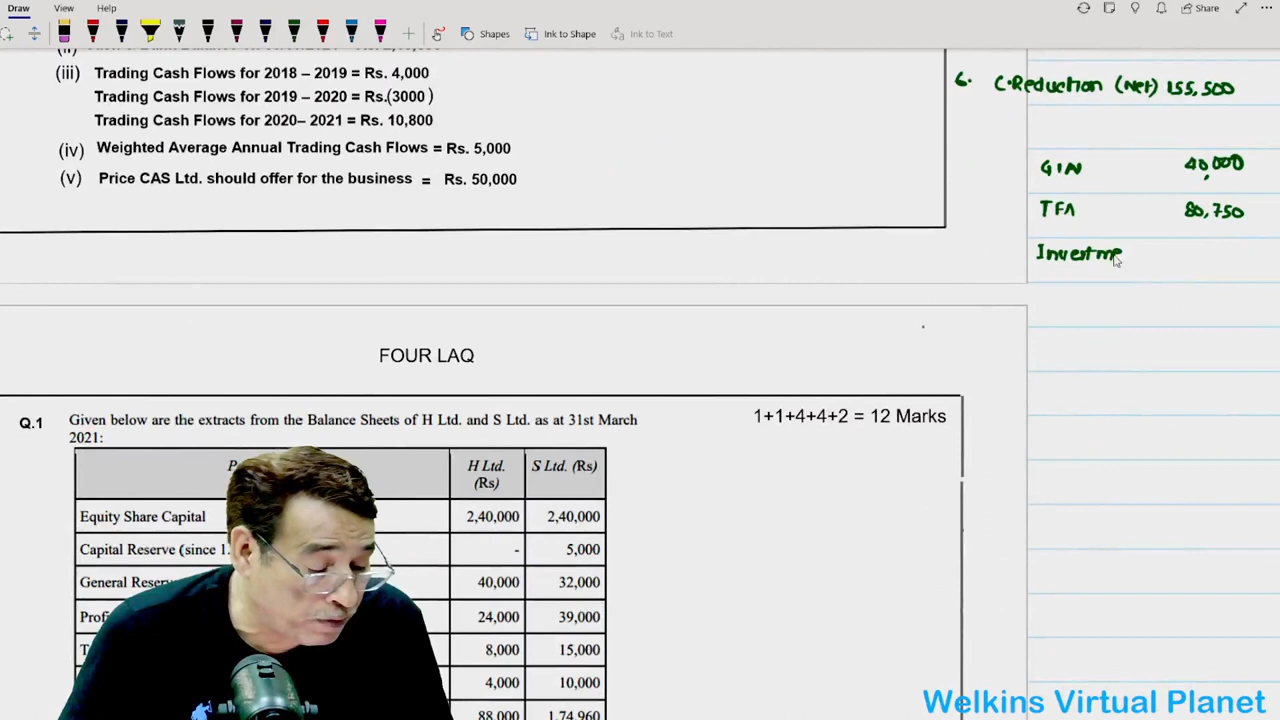 Draw View Help
Share
Shapes Ink to Shape Ink to Text
(iii) Trading Cash Flows for 2018 – 2019 = Rs. 4,000
Trading Cash Flows for 2019 – 2020 = Rs.(3000 )
Trading Cash Flows for 2020– 2021 = Rs. 10,800
(iv) Weighted Average Annual Trading Cash Flows = Rs. 5,000
(v) Price CAS Ltd. should offer for the business = Rs. 50,000
6. C.Reduction (Net) 155,500
G/W 40,000
TFA 80,750
Investme
FOUR LAQ
Q.1 Given below are the extracts from the Balance Sheets of H Ltd. and S Ltd. as at 31st March
2021:
1+1+4+4+2 = 12 Marks
H Ltd. S Ltd. (Rs)
(Rs)
Equity Share Capital 2,40,000 2,40,000
Capital Reserve (since 1. - 5,000
General Reserve 40,000 32,000
24,000 39,000
8,000 15,000
4,000 10,000
88,000 1,74,960
Welkins Virtual Planet